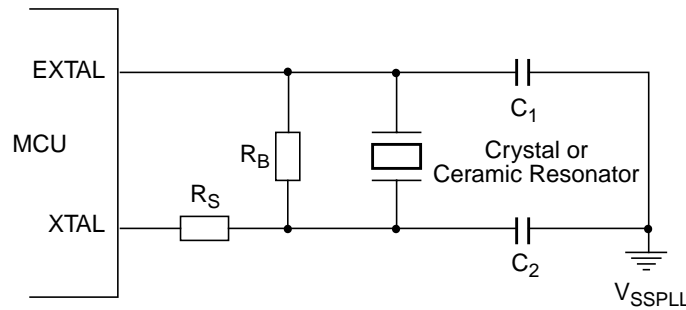 EXTAL
C1
MCU
RB
Crystal or
Ceramic Resonator
RS
XTAL
C2
VSSPLL